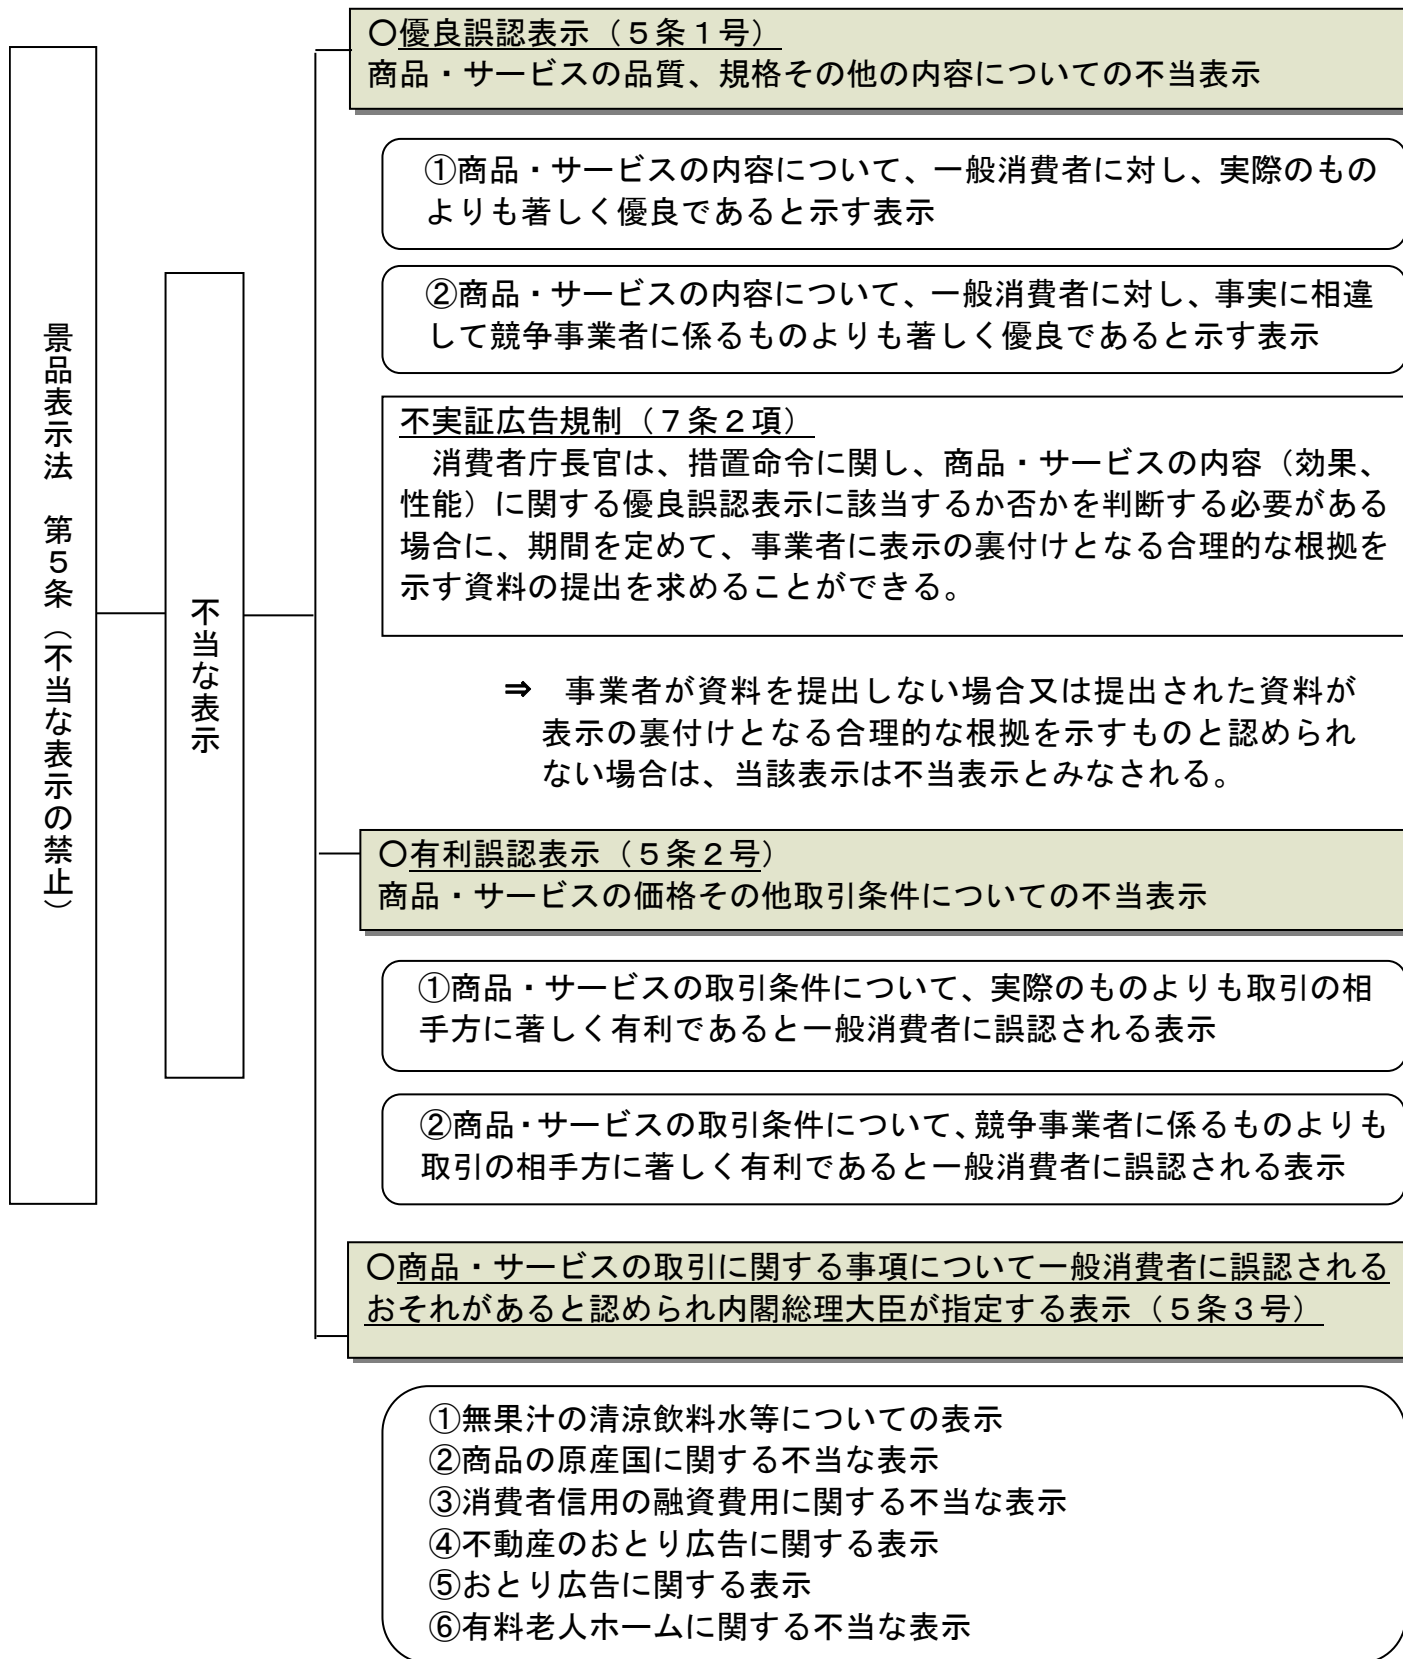 景品表示法　第５条（不当な表示の禁止）
不当な表示
○優良誤認表示（５条１号）
商品・サービスの品質、規格その他の内容についての不当表示
①商品・サービスの内容について、一般消費者に対し、実際のもの
よりも著しく優良であると示す表示
②商品・サービスの内容について、一般消費者に対し、事実に相違
して競争事業者に係るものよりも著しく優良であると示す表示
不実証広告規制（７条２項）
消費者庁長官は、措置命令に関し、商品・サービスの内容（効果、
性能）に関する優良誤認表示に該当するか否かを判断する必要がある
場合に、期間を定めて、事業者に表示の裏付けとなる合理的な根拠を
示す資料の提出を求めることができる。
⇒　事業者が資料を提出しない場合又は提出された資料が
表示の裏付けとなる合理的な根拠を示すものと認められ
ない場合は、当該表示は不当表示とみなされる。
○有利誤認表示（５条２号）
商品・サービスの価格その他取引条件についての不当表示
①商品・サービスの取引条件について、実際のものよりも取引の相
手方に著しく有利であると一般消費者に誤認される表示
②商品・サービスの取引条件について、競争事業者に係るものよりも
取引の相手方に著しく有利であると一般消費者に誤認される表示
○商品・サービスの取引に関する事項について一般消費者に誤認される
おそれがあると認められ内閣総理大臣が指定する表示（５条３号）
①無果汁の清涼飲料水等についての表示
②商品の原産国に関する不当な表示
③消費者信用の融資費用に関する不当な表示
④不動産のおとり広告に関する表示
⑤おとり広告に関する表示
⑥有料老人ホームに関する不当な表示